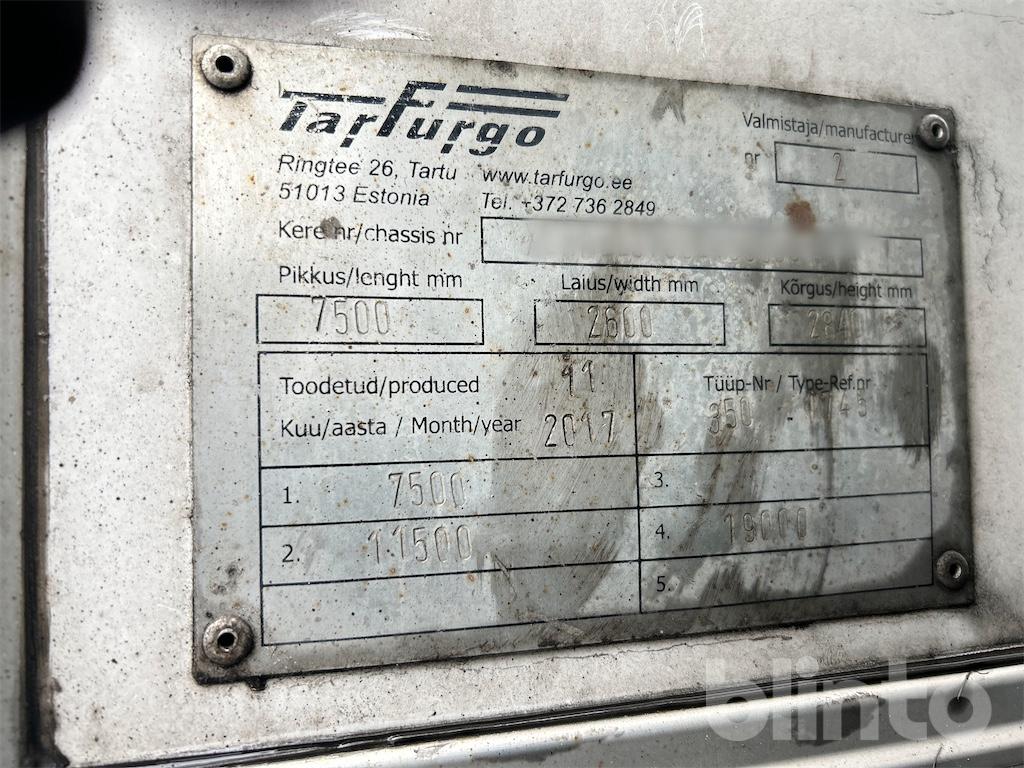 TarFurgo
Valmistaja/manufacturer
nr 2
Ringtee 26, Tartu www.tarfurgo.ee
51013 Estonia Tel. +372 736 2849
Kere nr/chassis nr
Pikkus/lenght mm Laius/width mm Kõrgus/height mm
7500 2600
Toodetud/produced 11 Tüüp-Nr / Type-Ref.nr
Kuu/aasta / Month/year 2017 350 - 1745
1. 7500 3.
2. 11500 4. 19000
5.
blinto